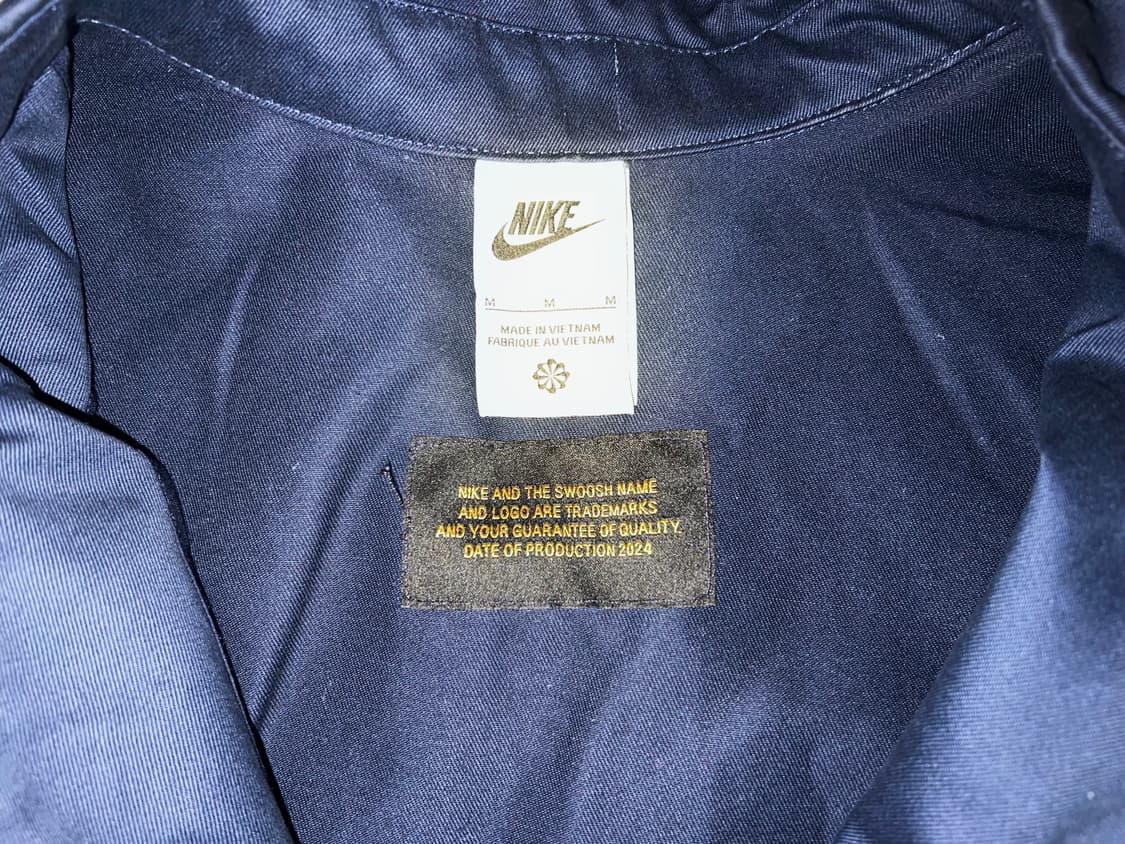 NIKE
M M M
MADE IN VIETNAM
FABRIQUE AU VIETNAM
NIKE AND THE SWOOSH NAME
AND LOGO ARE TRADEMARKS
AND YOUR GUARANTEE OF QUALITY.
DATE OF PRODUCTION 2024